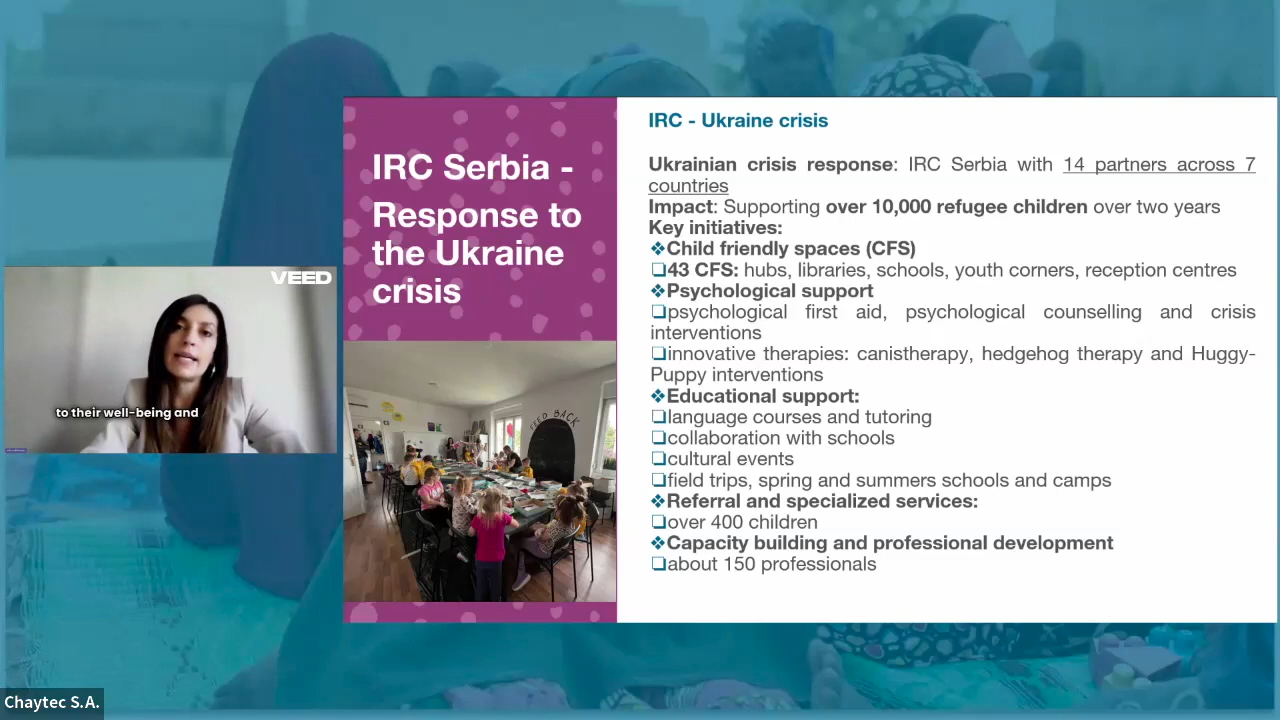 IRC Serbia -
Response to
the Ukraine
crisis
IRC - Ukraine crisis
Ukrainian crisis response: IRC Serbia with 14 partners across 7
countries
Impact: Supporting over 10,000 refugee children over two years
Key initiatives:
❖Child friendly spaces (CFS)
❑43 CFS: hubs, libraries, schools, youth corners, reception centres
❖Psychological support
❑psychological first aid, psychological counselling and crisis
interventions
❑innovative therapies: canistherapy, hedgehog therapy and Huggy-
Puppy interventions
❖Educational support:
❑language courses and tutoring
❑collaboration with schools
❑cultural events
❑field trips, spring and summers schools and camps
❖Referral and specialized services:
❑over 400 children
❖Capacity building and professional development
❑about 150 professionals
VEED
to their well-being and
FEED BACK
Chaytec S.A.